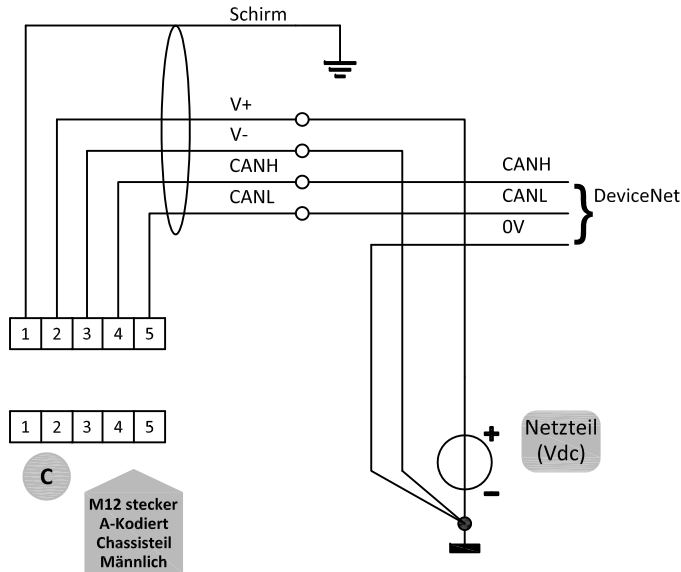 Schirm
V+
V-
CANH
CANL
CANH
CANL
0V
DeviceNet
1 2 3 4 5
1 2 3 4 5
C
M12 stecker
A-Kodiert
Chassisteil
Männlich
+
Netzteil
(Vdc)
-